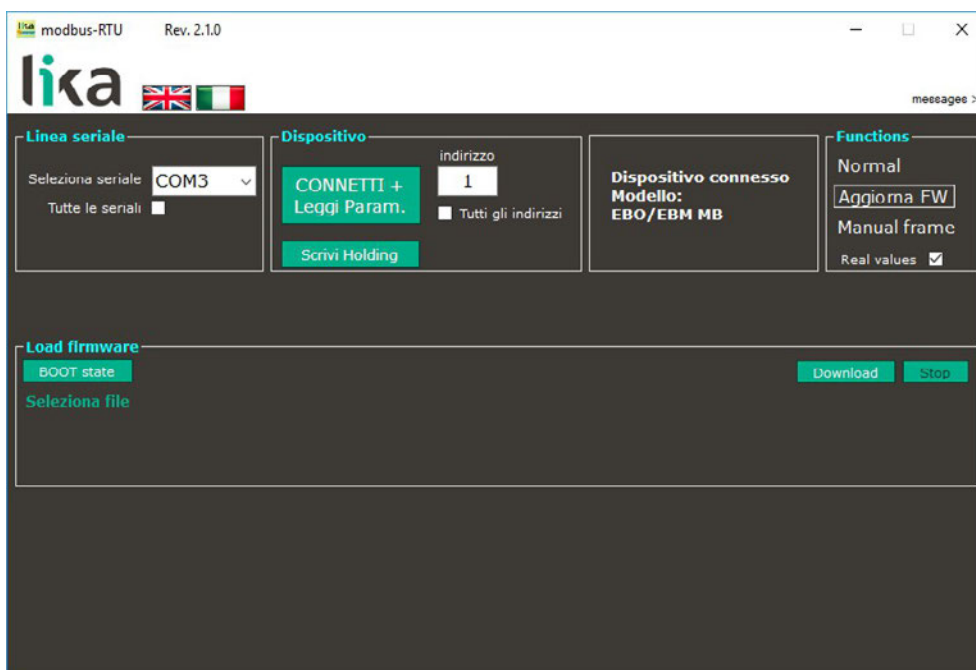 modbus-RTU Rev. 2.1.0
lika
messages >
Linea seriale
Seleziona seriale COM3
Tutte le seriali
Dispositivo
indirizzo
CONNETTI +
Leggi Param.
1
Tutti gli indirizzi
Scrivi Holding
Dispositivo connesso
Modello:
EBO/EBM MB
Functions
Normal
Aggiorna FW
Manual frame
Real values
Load firmware
BOOT state
Download
Stop
Seleziona file